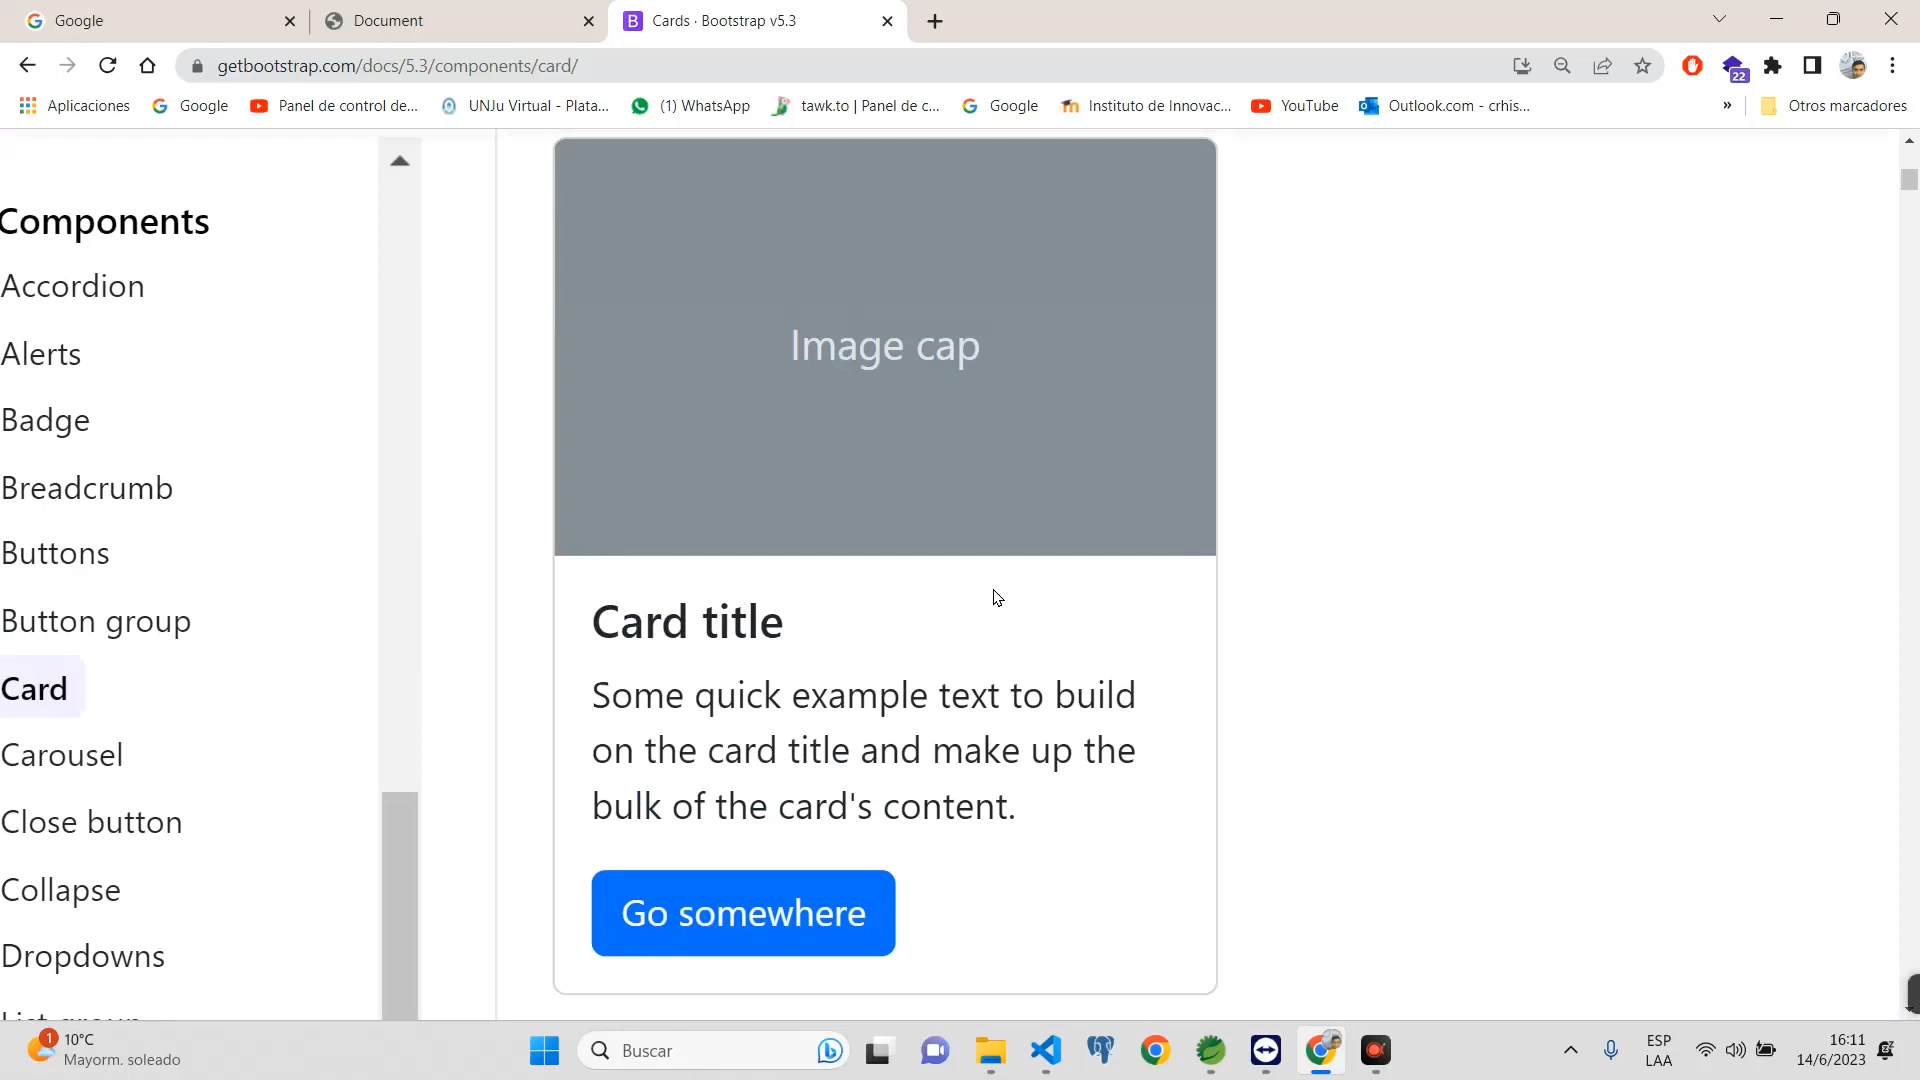 Google
Document
B Cards · Bootstrap v5.3
getbootstrap.com/docs/5.3/components/card/
22
Aplicaciones
Google
Panel de control de...
UNJu Virtual - Plata...
(1) WhatsApp
tawk.to | Panel de c...
Google
Instituto de Innovac...
YouTube
Outlook.com - crhis...
»
Otros marcadores
Components
Accordion
Alerts
Badge
Breadcrumb
Buttons
Button group
Card
Carousel
Close button
Collapse
Dropdowns
List group
Image cap
Card title
Some quick example text to build
on the card title and make up the
bulk of the card's content.
Go somewhere
1
10°C
Mayorm. soleado
Buscar
ESP
LAA
16:11
14/6/2023